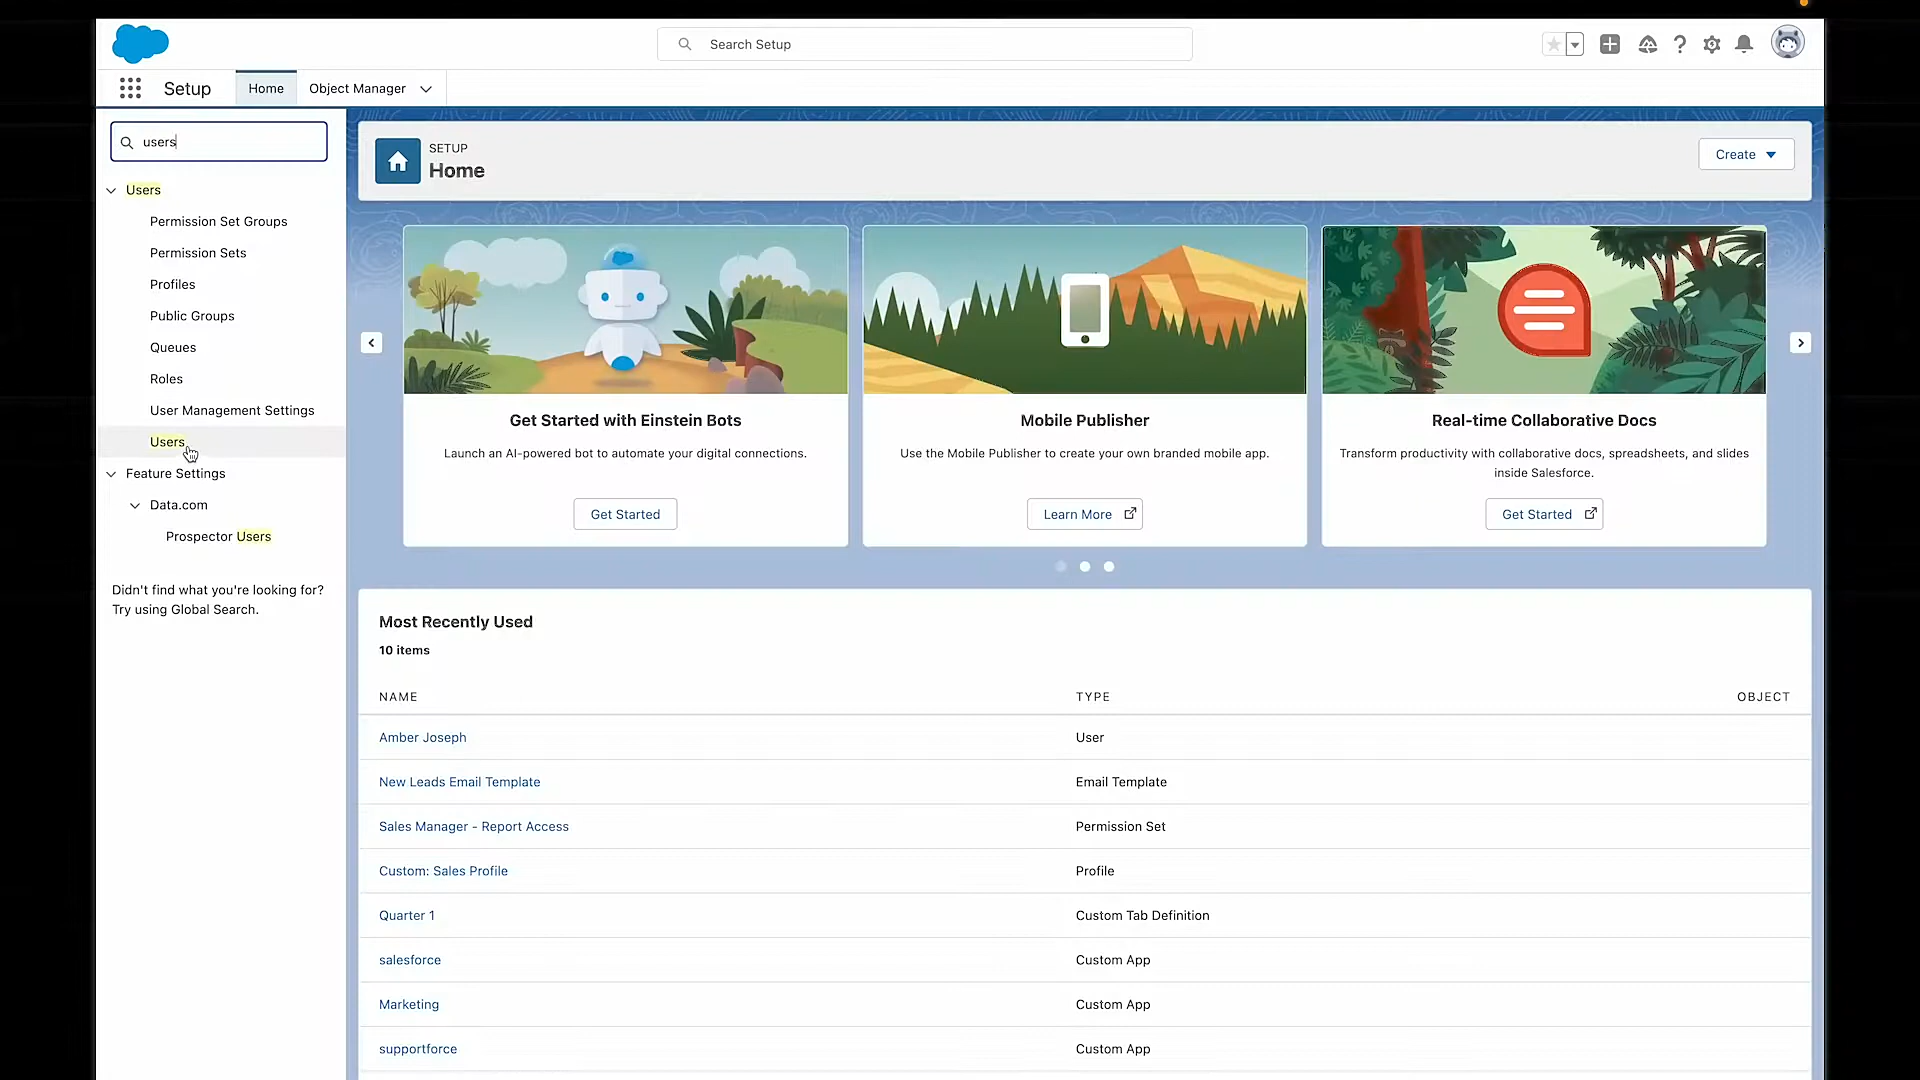 Search Setup
Setup
Home
Object Manager
users
Users
Permission Set Groups
Permission Sets
Profiles
Public Groups
Queues
Roles
User Management Settings
Users
Feature Settings
Data.com
Prospector Users
Didn't find what you're looking for?
Try using Global Search.
SETUP
Home
Create
Get Started with Einstein Bots
Launch an AI-powered bot to automate your digital connections.
Get Started
Mobile Publisher
Use the Mobile Publisher to create your own branded mobile app.
Learn More
Real-time Collaborative Docs
Transform productivity with collaborative docs, spreadsheets, and slides
inside Salesforce.
Get Started
Most Recently Used
10 items
NAME TYPE OBJECT
Amber Joseph User
New Leads Email Template Email Template
Sales Manager - Report Access Permission Set
Custom: Sales Profile Profile
Quarter 1 Custom Tab Definition
salesforce Custom App
Marketing Custom App
supportforce Custom App